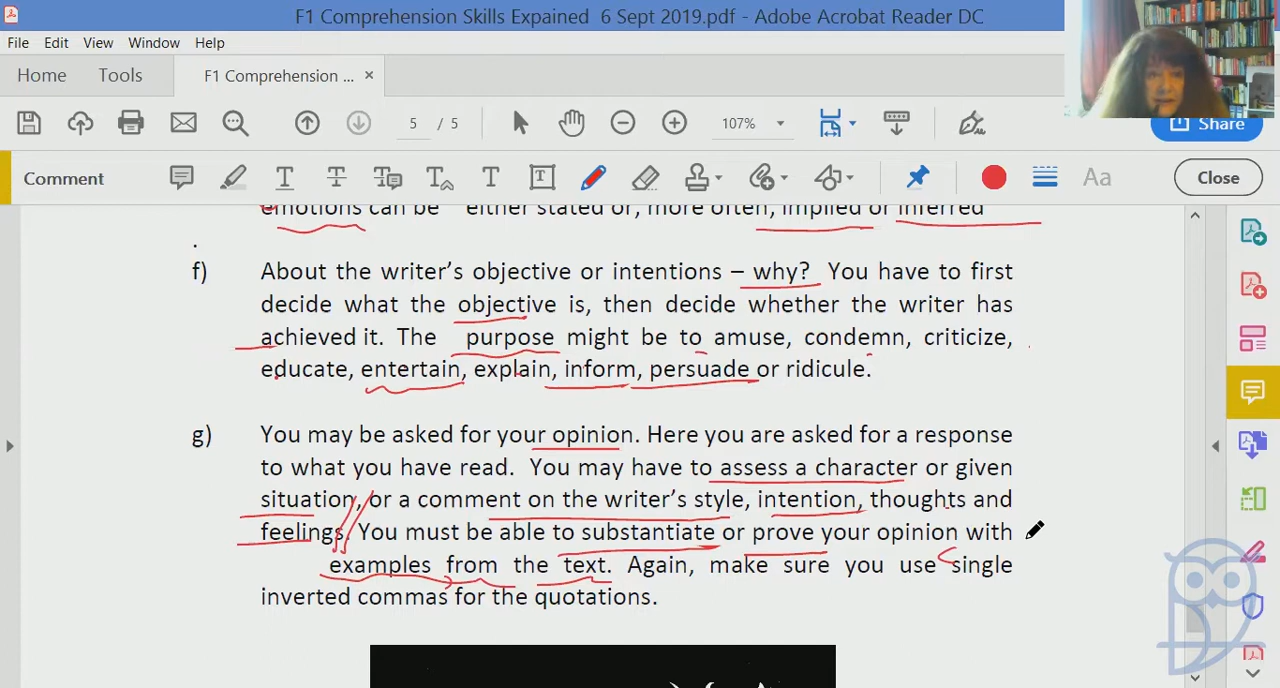 F1 Comprehension Skills Expained 6 Sept 2019.pdf - Adobe Acrobat Reader DC
File Edit View Window Help
Home Tools F1 Comprehension ... ×
5 / 5 107% Share
Comment T T T T T T Aa Close
emotions can be either stated or, more often, implied or inferred
.
f) About the writer's objective or intentions – why? You have to first
decide what the objective is, then decide whether the writer has
achieved it. The purpose might be to amuse, condemn, criticize,
educate, entertain, explain, inform, persuade or ridicule.
g) You may be asked for your opinion. Here you are asked for a response
to what you have read. You may have to assess a character or given
situation, or a comment on the writer's style, intention, thoughts and
feelings. You must be able to substantiate or prove your opinion with
examples from the text. Again, make sure you use single
inverted commas for the quotations.